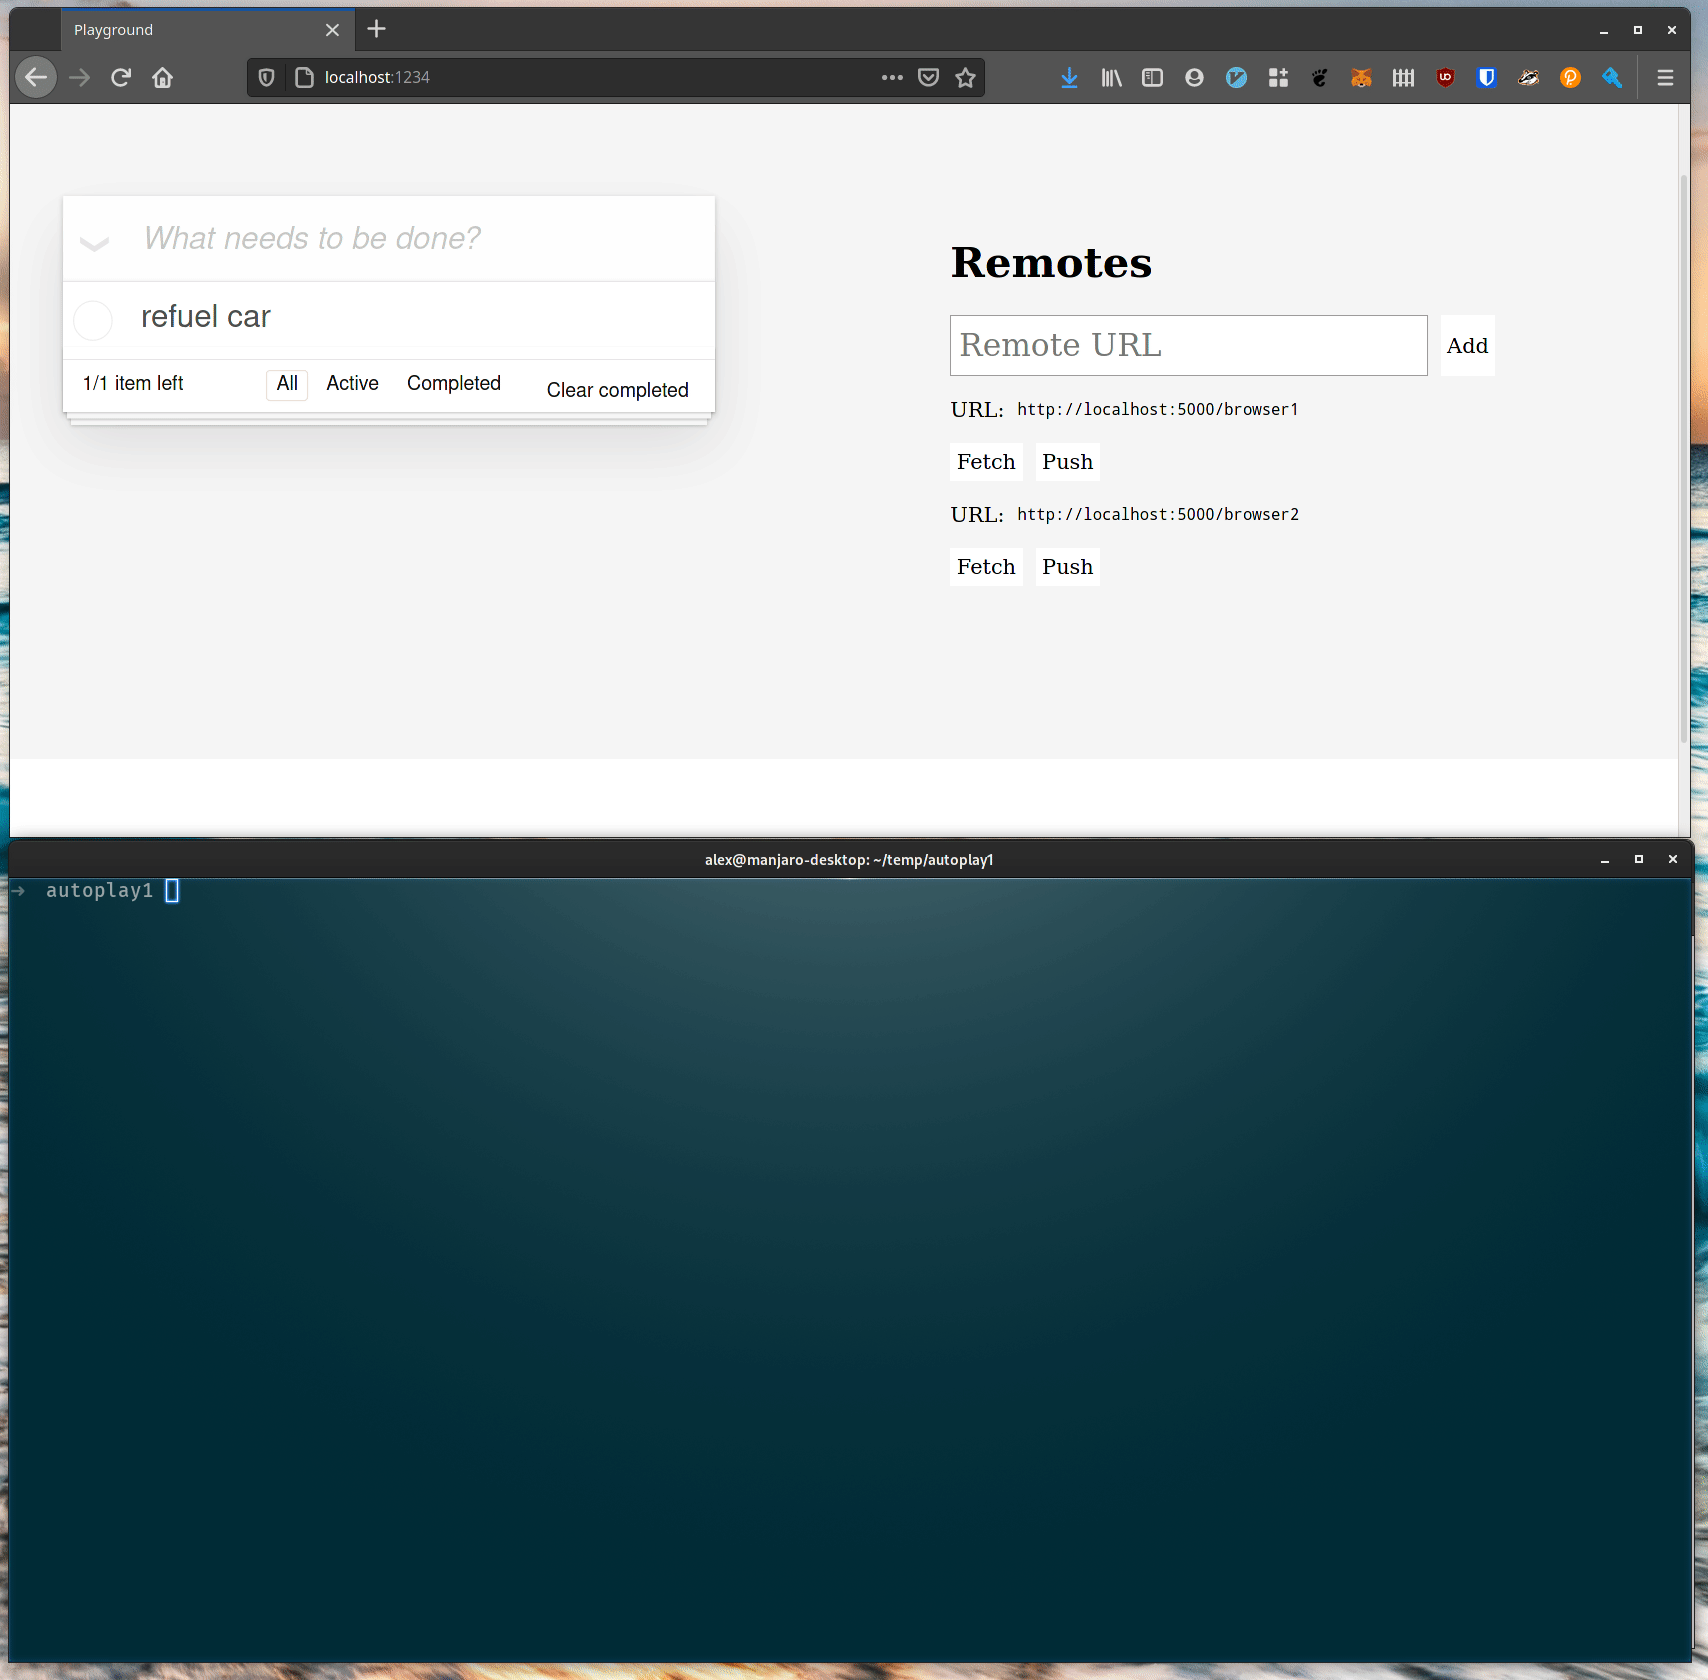 Playground
localhost:1234
What needs to be done?
refuel car
1/1 item left
All
Active
Completed
Clear completed
Remotes
Remote URL
Add
URL: http://localhost:5000/browser1
Fetch
Push
URL: http://localhost:5000/browser2
Fetch
Push
alex@manjaro-desktop: ~/temp/autoplay1
→ autoplay1